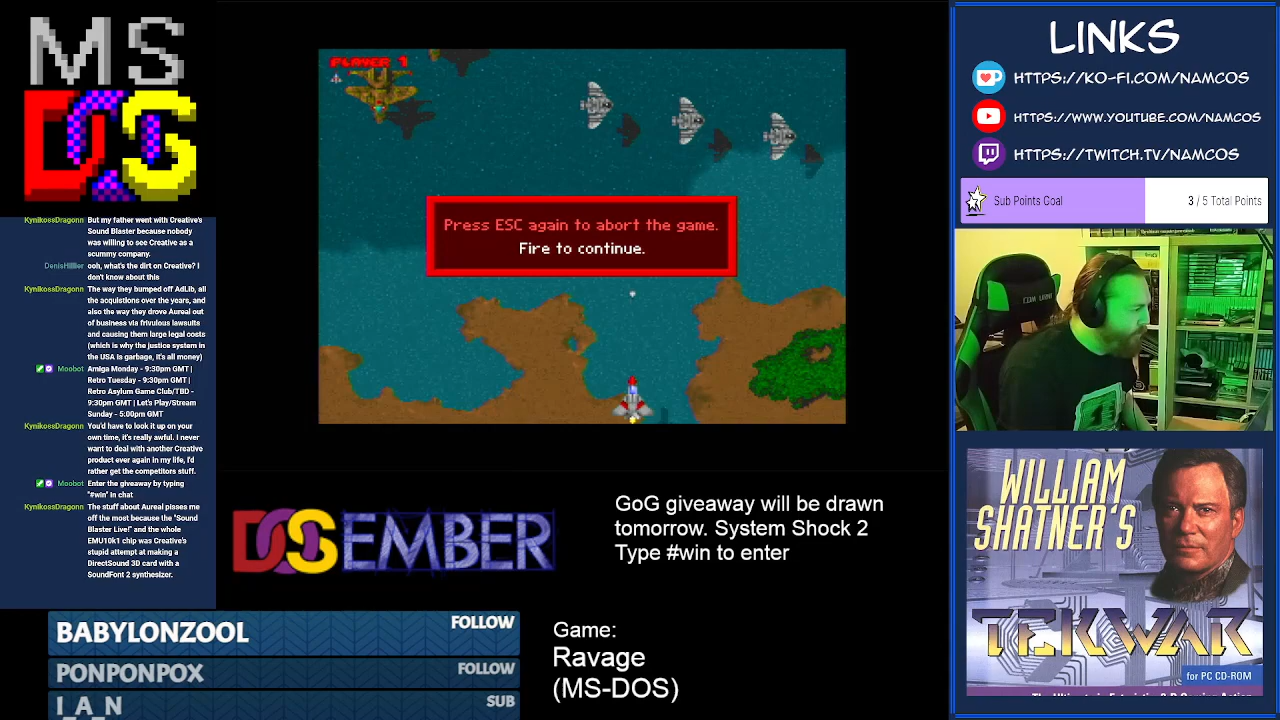 MS
DOS
KynikossDragonn But my father went with Creative's
Sound Blaster because nobody
was willing to see Creative as a
scummy company.
DenisHilllier ooh, what's the dirt on Creative? I
don't know about this
KynikossDragonn The way they bumped off AdLib, all
the acquistions over the years, and
also the way they drove Aureal out
of business via frivulous lawsuits
and causing them large legal costs
(which is why the justice system in
the USA Is garbage, it's all money)
Moobot Amiga Monday - 9:30pm GMT |
Retro Tuesday - 9:30pm GMT |
Retro Asylum Game Club/TBD -
9:30pm GMT | Let's Play/Stream
Sunday - 5:00pm GMT
KynikossDragonn You'd have to look it up on your
own time, it's really awful. I never
want to deal with another Creative
product ever again in my life, I'd
rather get the competitors stuff.
Moobot Enter the giveaway by typing
"#win" in chat
KynikossDragonn The stuff about Aureal pisses me
off the most because the "Sound
Blaster Live!" and the whole
EMU10k1 chip was Creative's
stupid attempt at making a
DirectSound 3D card with a
SoundFont 2 synthesizer.
PLAYER 1
Press ESC again to abort the game.
Fire to continue.
DOSEMBER
GoG giveaway will be drawn
tomorrow. System Shock 2
Type #win to enter
BABYLONZOOL FOLLOW
PONPONPOX FOLLOW
I_A_N SUB
Game:
Ravage
(MS-DOS)
LINKS
HTTPS://KO-FI.COM/NAMCOS
HTTPS://WWW.YOUTUBE.COM/NAMCOS
HTTPS://TWITCH.TV/NAMCOS
Sub Points Goal 3 / 5 Total Points
WILLIAM
SHATNER'S
TEKWAR
for PC CD-ROM